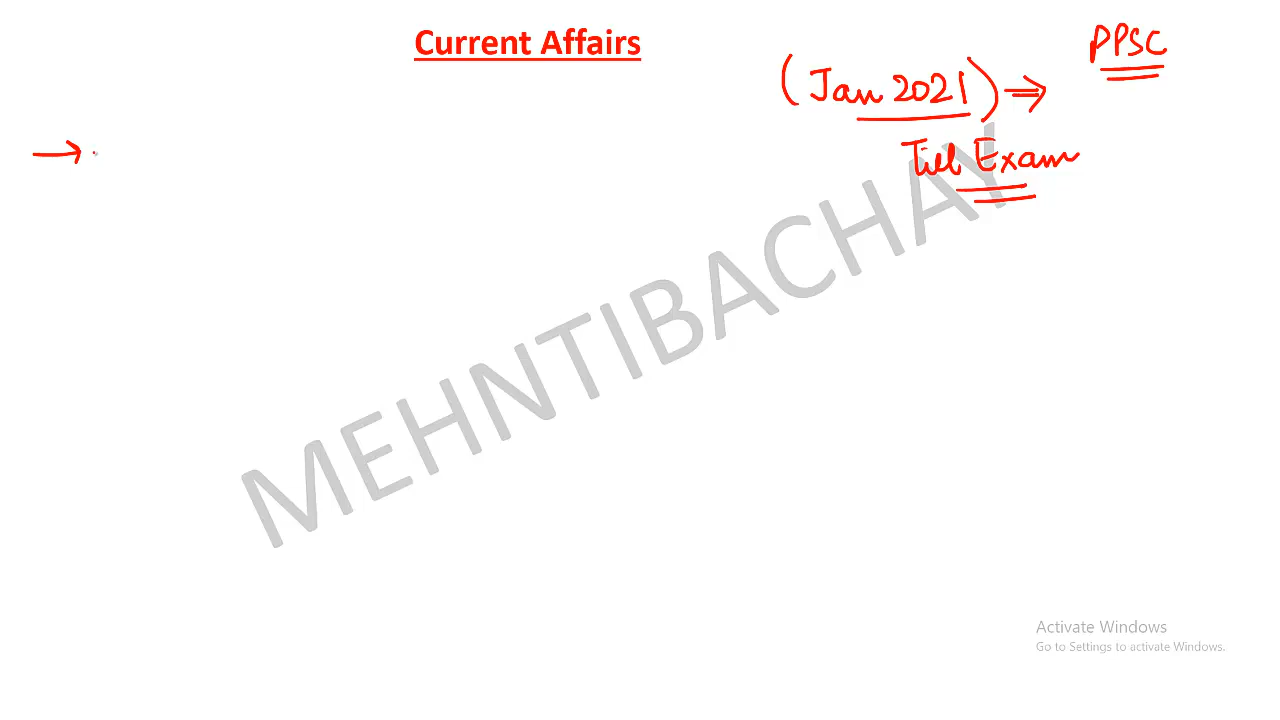 Current Affairs
PPSC
(Jan 2021) ⇒
Till Exam
MEHNTIBACHAY
Activate Windows
Go to Settings to activate Windows.